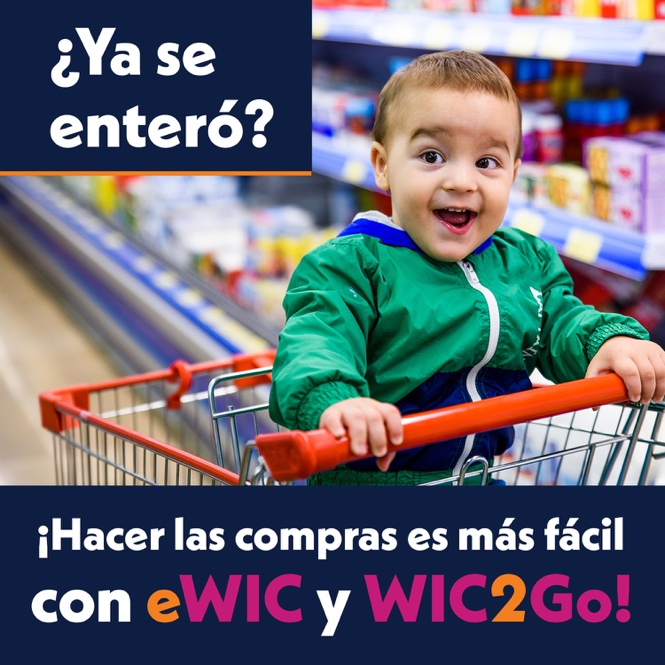 ¿Ya se
enteró?
¡Hacer las compras es más fácil
con eWIC y WIC2Go!